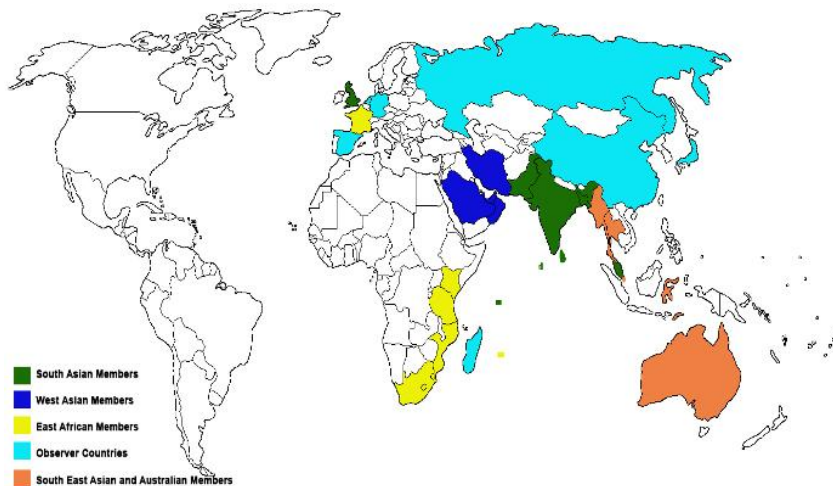 South Asian Members
West Asian Members
East African Members
Observer Countries
South East Asian and Australian Members